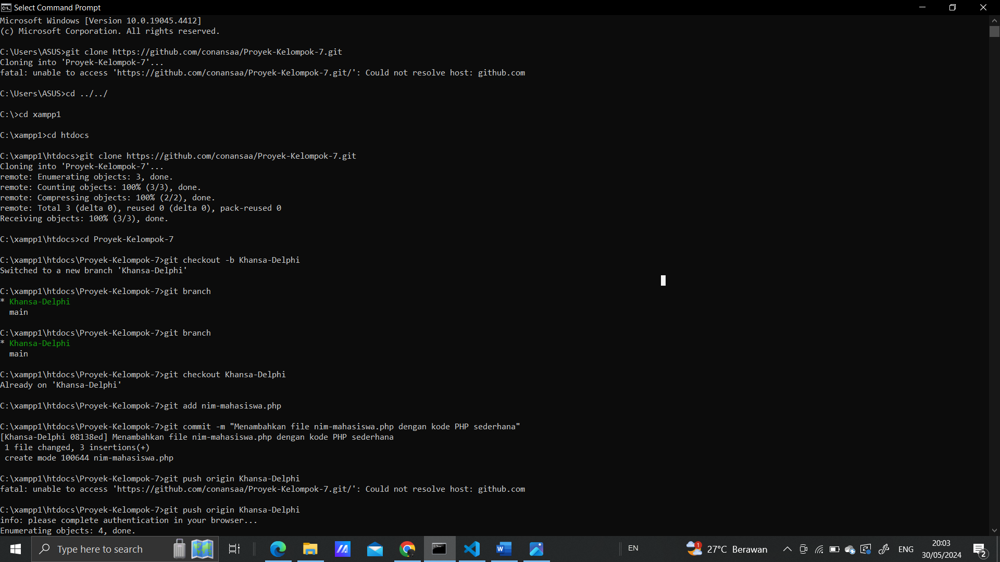 Select Command Prompt
Microsoft Windows [Version 10.0.19045.4412]
(c) Microsoft Corporation. All rights reserved.
C:\Users\ASUS>git clone https://github.com/conansaa/Proyek-Kelompok-7.git
Cloning into 'Proyek-Kelompok-7'...
fatal: unable to access 'https://github.com/conansaa/Proyek-Kelompok-7.git/': Could not resolve host: github.com
C:\Users\ASUS>cd ../../
C:\>cd xampp1
C:\xampp1>cd htdocs
C:\xampp1\htdocs>git clone https://github.com/conansaa/Proyek-Kelompok-7.git
Cloning into 'Proyek-Kelompok-7'...
remote: Enumerating objects: 3, done.
remote: Counting objects: 100% (3/3), done.
remote: Compressing objects: 100% (2/2), done.
remote: Total 3 (delta 0), reused 0 (delta 0), pack-reused 0
Receiving objects: 100% (3/3), done.
C:\xampp1\htdocs>cd Proyek-Kelompok-7
C:\xampp1\htdocs\Proyek-Kelompok-7>git checkout -b Khansa-Delphi
Switched to a new branch 'Khansa-Delphi'
C:\xampp1\htdocs\Proyek-Kelompok-7>git branch
* Khansa-Delphi
main
C:\xampp1\htdocs\Proyek-Kelompok-7>git branch
* Khansa-Delphi
main
C:\xampp1\htdocs\Proyek-Kelompok-7>git checkout Khansa-Delphi
Already on 'Khansa-Delphi'
C:\xampp1\htdocs\Proyek-Kelompok-7>git add nim-mahasiswa.php
C:\xampp1\htdocs\Proyek-Kelompok-7>git commit -m "Menambahkan file nim-mahasiswa.php dengan kode PHP sederhana"
[Khansa-Delphi 08138ed] Menambahkan file nim-mahasiswa.php dengan kode PHP sederhana
1 file changed, 3 insertions(+)
create mode 100644 nim-mahasiswa.php
C:\xampp1\htdocs\Proyek-Kelompok-7>git push origin Khansa-Delphi
fatal: unable to access 'https://github.com/conansaa/Proyek-Kelompok-7.git/': Could not resolve host: github.com
C:\xampp1\htdocs\Proyek-Kelompok-7>git push origin Khansa-Delphi
info: please complete authentication in your browser...
Enumerating objects: 4, done.
Type here to search
EN
1
27°C Berawan
ENG
20:03
30/05/2024
2